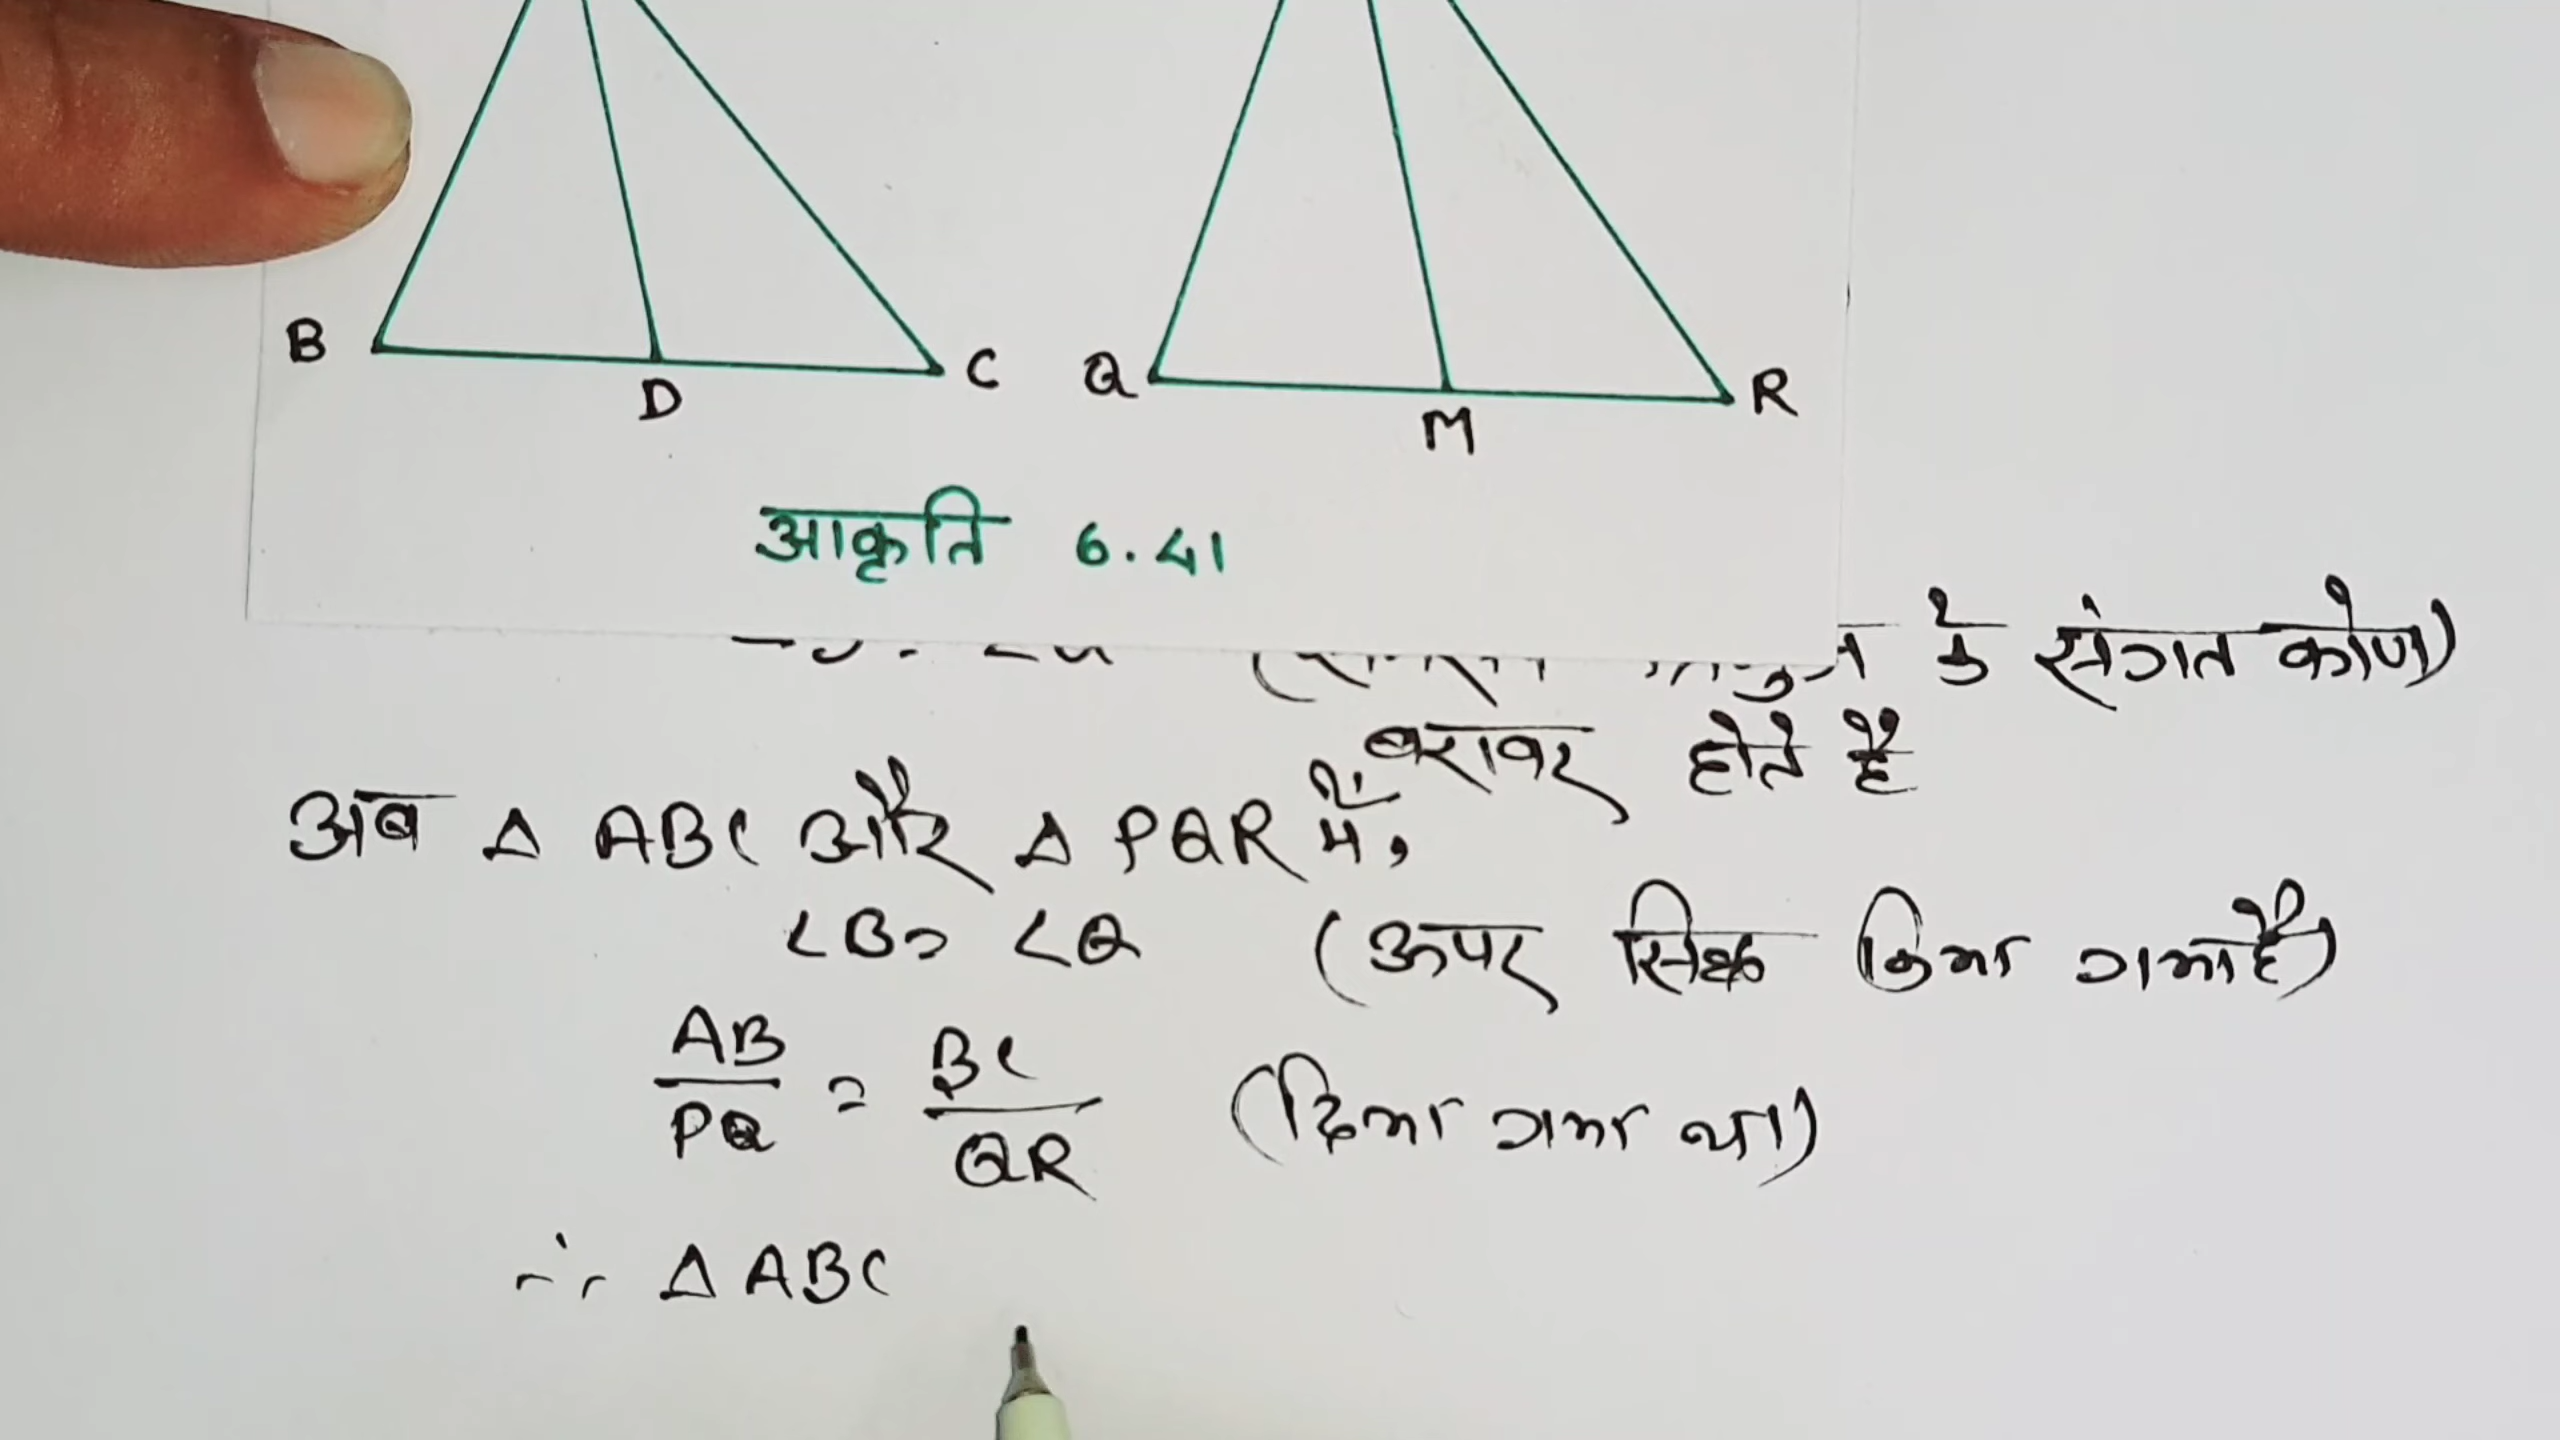 B
D
C
Q
M
R
आकृति 6.41
के संगत कोण)
बराबर होते है
अब Δ ABC और Δ PQR में,
∠B = ∠Q (ऊपर सिद्ध किया गया है)
AB/PQ = BC/QR (दिया गया था)
∴ Δ ABC